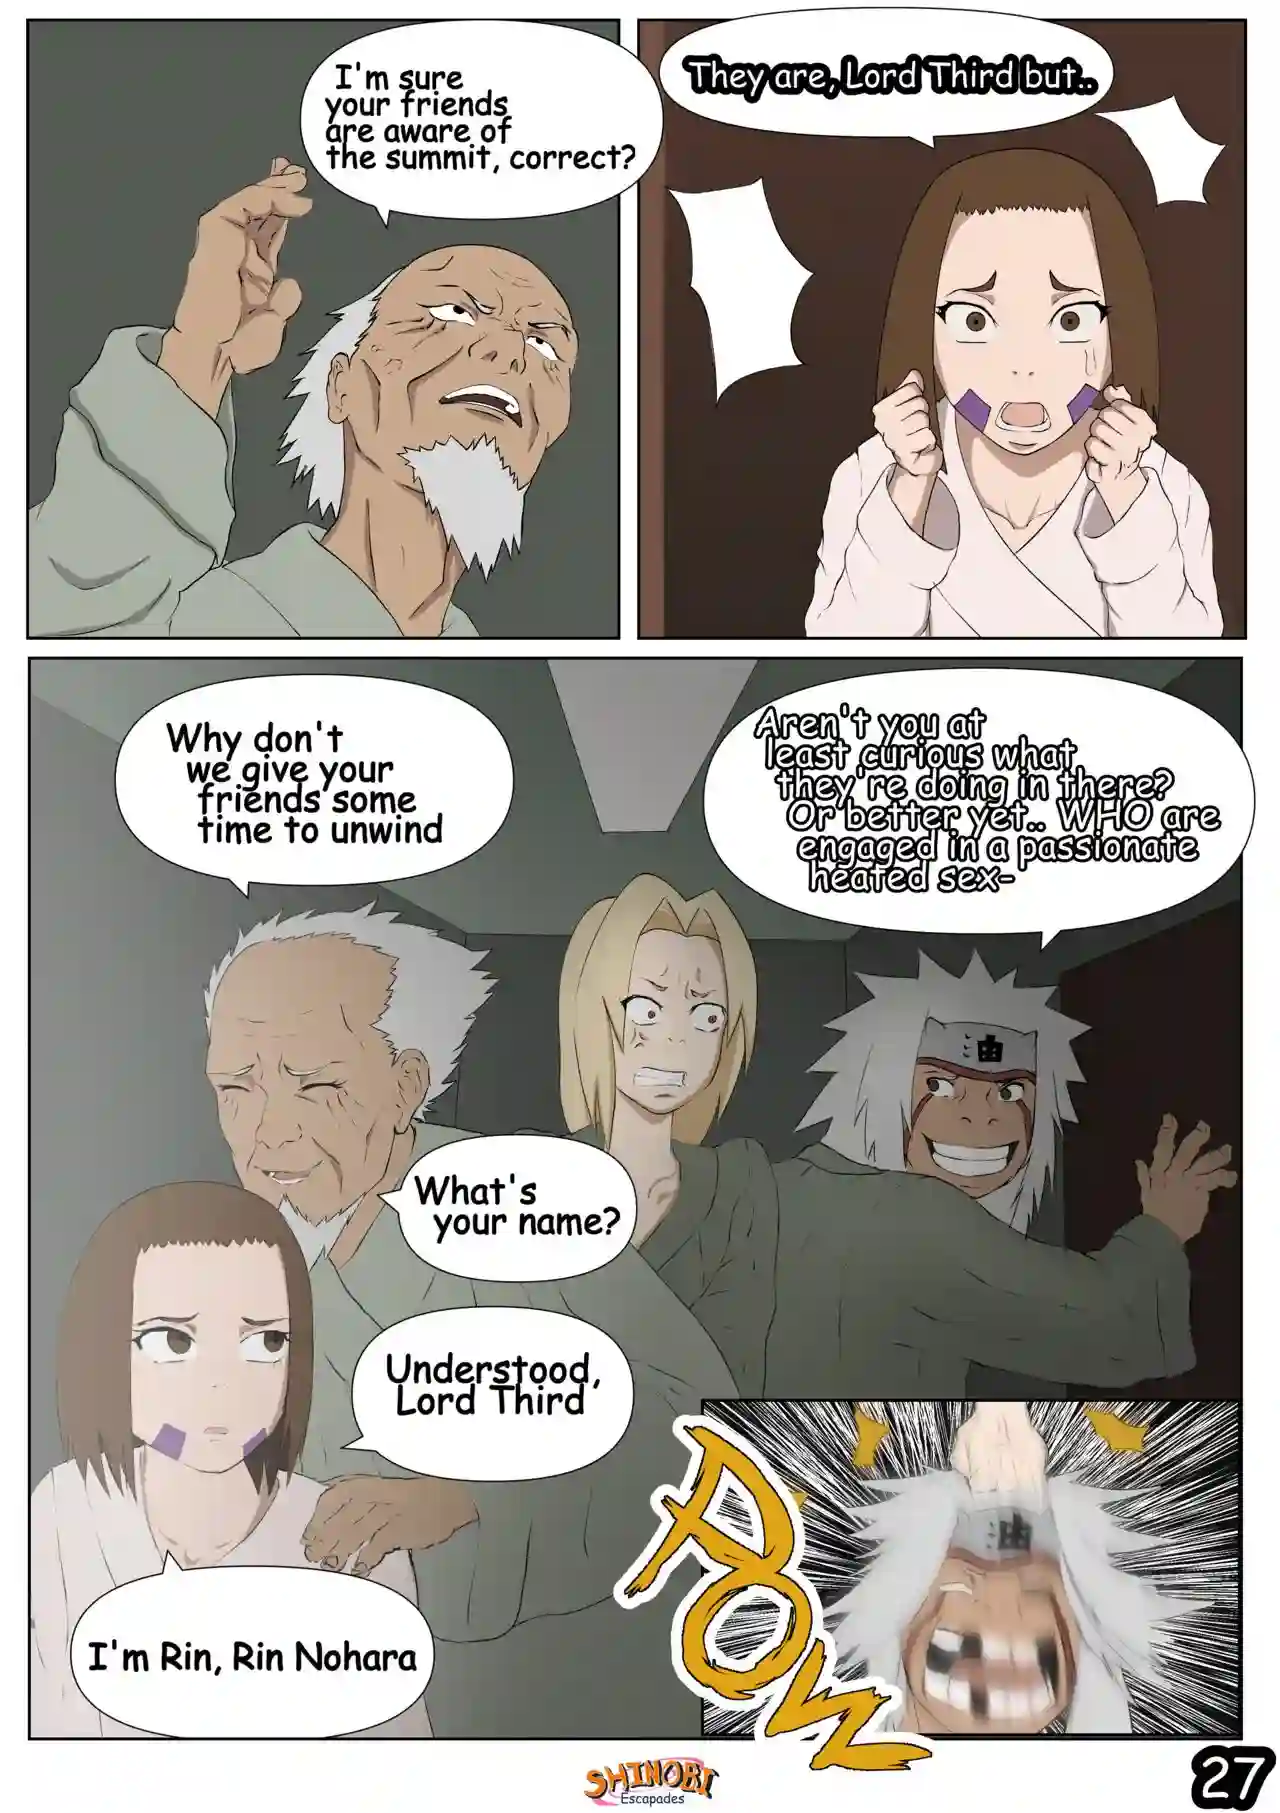 I'm sure
your friends
are aware of
the summit, correct?
They are, Lord Third but..
Why don't
we give your
friends some
time to unwind
Aren't you at
least curious what
they're doing in there?
Or better yet.. WHO are
engaged in a passionate
heated sex-
油
What's
your name?
Understood,
Lord Third
I'm Rin, Rin Nohara
POW
油
SHINOBI
Escapades
27